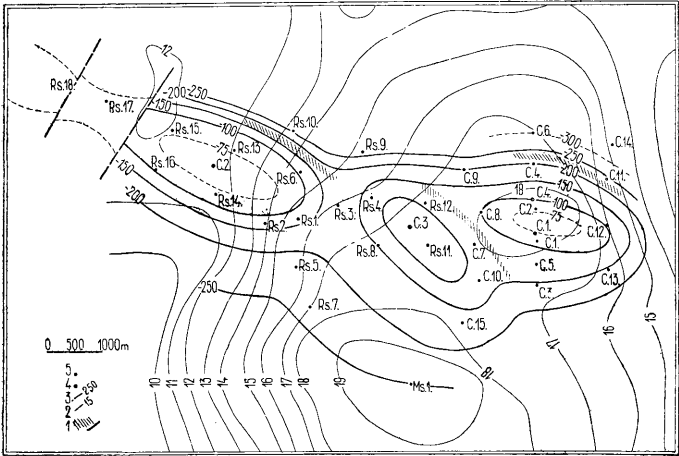 12
Rs.18.
Rs.17.
-200
-250
-150
Rs.15.
-100
Rs.10.
-75
Rs.13
C.2.
Rs.16.
-150
-200
Rs.14.
Rs.6.
Rs.2.
Rs.1.
Rs.3.
Rs.4
Rs.9.
C.9.
C.6.
-300
-250
C.14.
200
C.4.
150
C.11.
18
C.4.
100
Rs.12
C.8.
C.2.
75
C.1.
C.12.
C.3
C.1
Rs.8.
Rs.11.
C.7.
C.5.
Rs.5.
C.10.
C.13.
-250
Rs.7.
C.3.
C.15.
15
16
17
18
0 500 1000m
10 11 12 13 14 15 16 17 18 19
Ms.1.
5 •
4 •
3 -250
2 15
1